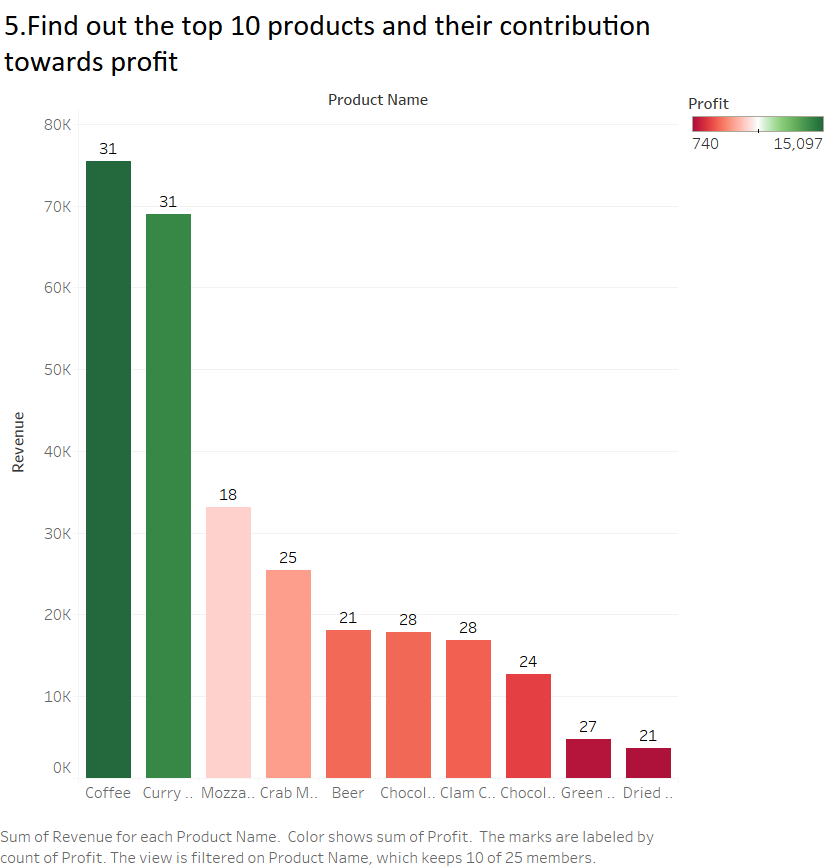 5.Find out the top 10 products and their contribution
towards profit
Product Name
Profit
740 15,097
80K
70K
60K
50K
40K
30K
20K
10K
0K
Revenue
31
31
18
25
21
28
28
24
27
21
Coffee Curry .. Mozza.. Crab M.. Beer Chocol.. Clam C.. Chocol.. Green .. Dried ..
Sum of Revenue for each Product Name.  Color shows sum of Profit.  The marks are labeled by
count of Profit. The view is filtered on Product Name, which keeps 10 of 25 members.